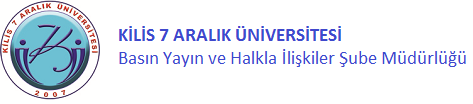 KİLİS 7 ARALIK ÜNİVERSİTESİ
2007
KİLİS 7 ARALIK ÜNİVERSİTESİ
Basın Yayın ve Halkla İlişkiler Şube Müdürlüğü